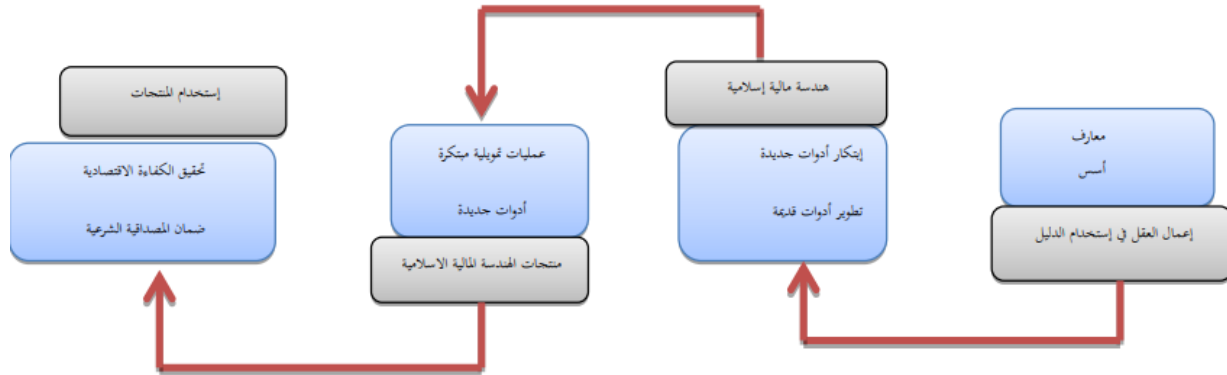 معارف
أسس
إعمال العقل في إستخدام الدليل
هندسة مالية إسلامية
إبتكار أدوات جديدة
تطوير أدوات قديمة
عمليات تمويلية مبتكرة
أدوات جديدة
منتجات الهندسة المالية الاسلامية
إستخدام المنتجات
تحقيق الكفاءة الاقتصادية
ضمان المصداقية الشرعية